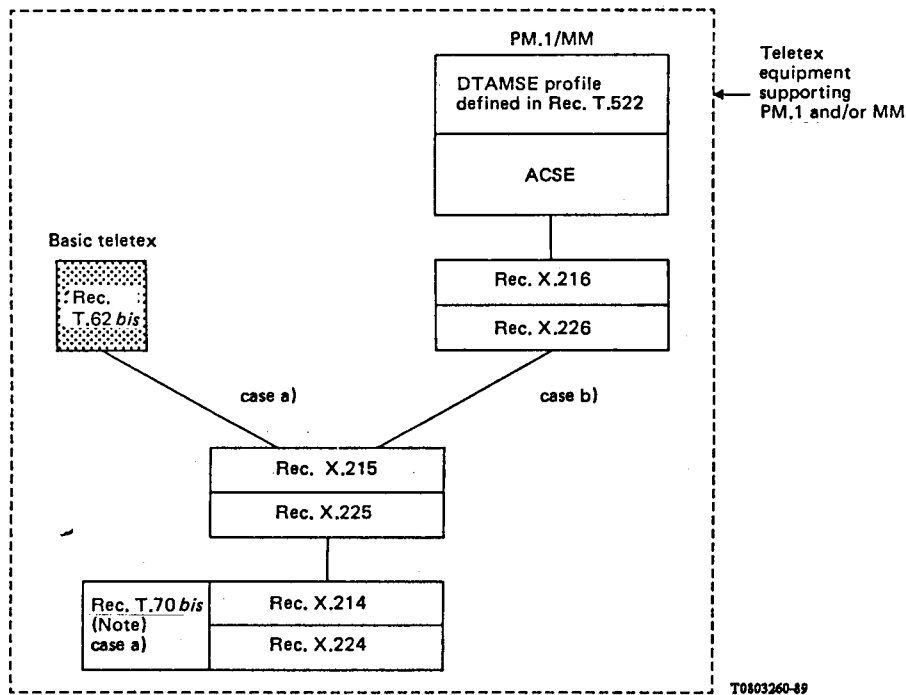 PM.1/MM
DTAMSE profile
defined in Rec. T.522
ACSE
Teletex
equipment
supporting
PM.1 and/or MM
Basic teletex
Rec.
T.62 bis
Rec. X.216
Rec. X.226
case a)
case b)
Rec. X.215
Rec. X.225
Rec. T.70 bis
(Note)
case a)
Rec. X.214
Rec. X.224
T0803260-89